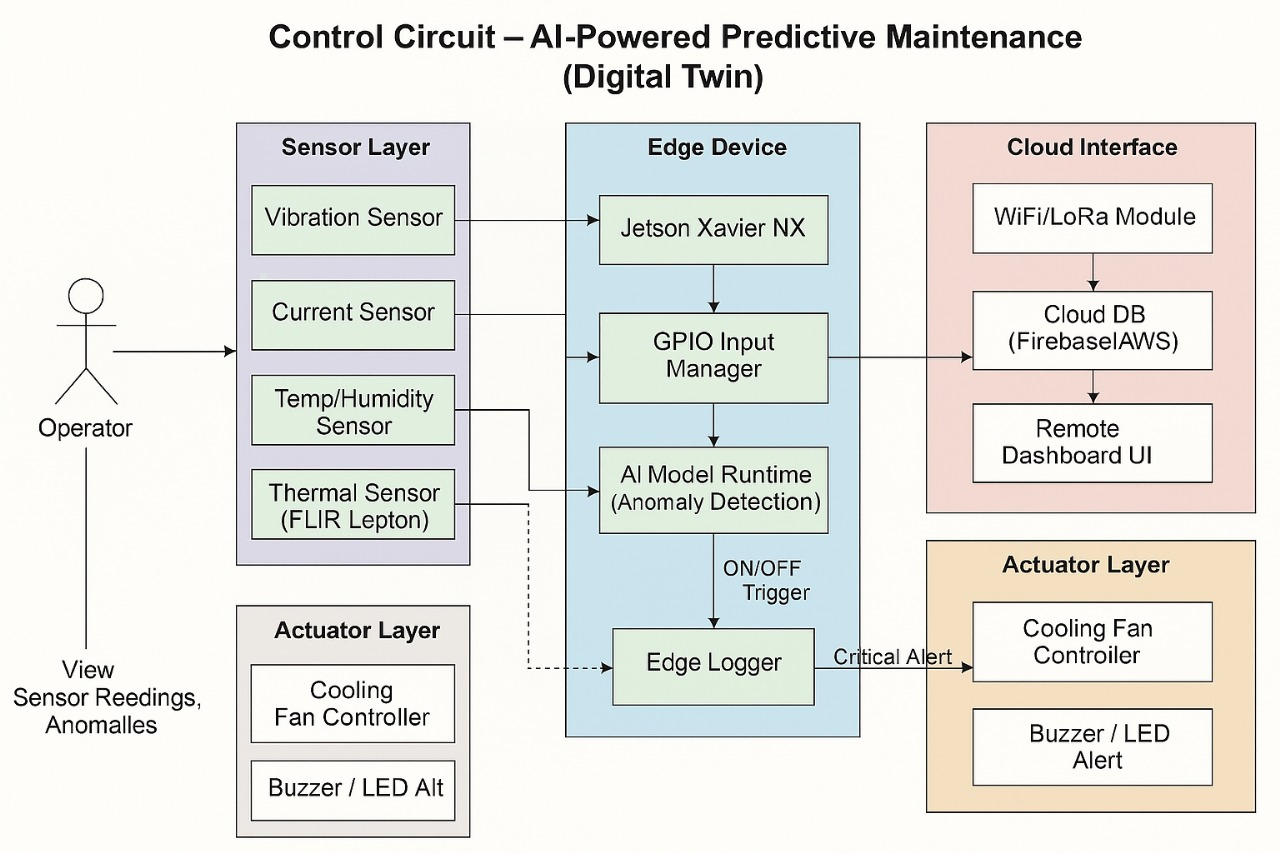 Control Circuit – AI-Powered Predictive Maintenance
(Digital Twin)
Sensor Layer
Vibration Sensor
Current Sensor
Temp/Humidity
Sensor
Thermal Sensor
(FLIR Lepton)
Operator
View
Sensor Reedings,
Anomalles
Actuator Layer
Cooling
Fan Controller
Buzzer / LED Alt
Edge Device
Jetson Xavier NX
GPIO Input
Manager
AI Model Runtime
(Anomaly Detection)
ON/OFF
Trigger
Edge Logger
Critical Alert
Cloud Interface
WiFi/LoRa Module
Cloud DB
(FirebaselAWS)
Remote
Dashboard UI
Actuator Layer
Cooling Fan
Controiler
Buzzer / LED
Alert